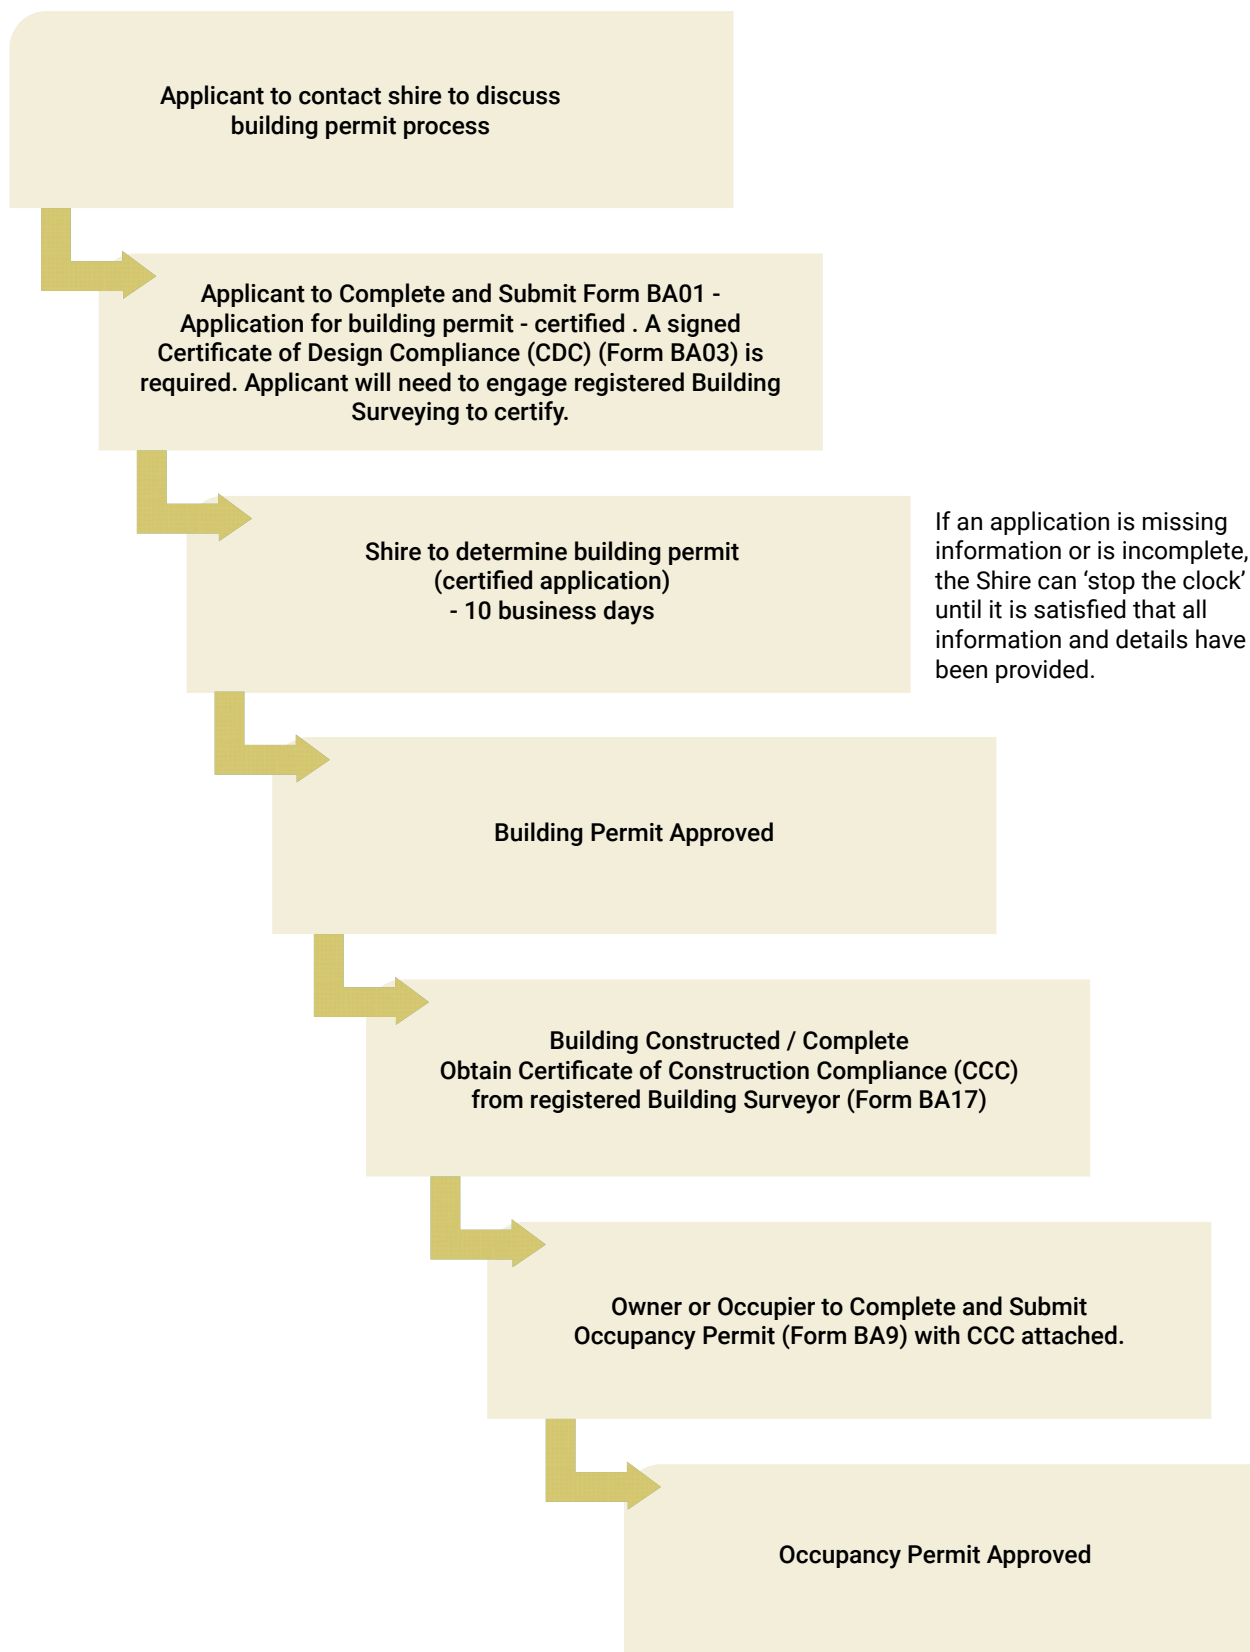 Applicant to contact shire to discuss
building permit process
Applicant to Complete and Submit Form BA01 -
Application for building permit - certified . A signed
Certificate of Design Compliance (CDC) (Form BA03) is
required. Applicant will need to engage registered Building
Surveying to certify.
Shire to determine building permit
(certified application)
- 10 business days
If an application is missing
information or is incomplete,
the Shire can ‘stop the clock’
until it is satisfied that all
information and details have
been provided.
Building Permit Approved
Building Constructed / Complete
Obtain Certificate of Construction Compliance (CCC)
from registered Building Surveyor (Form BA17)
Owner or Occupier to Complete and Submit
Occupancy Permit (Form BA9) with CCC attached.
Occupancy Permit Approved